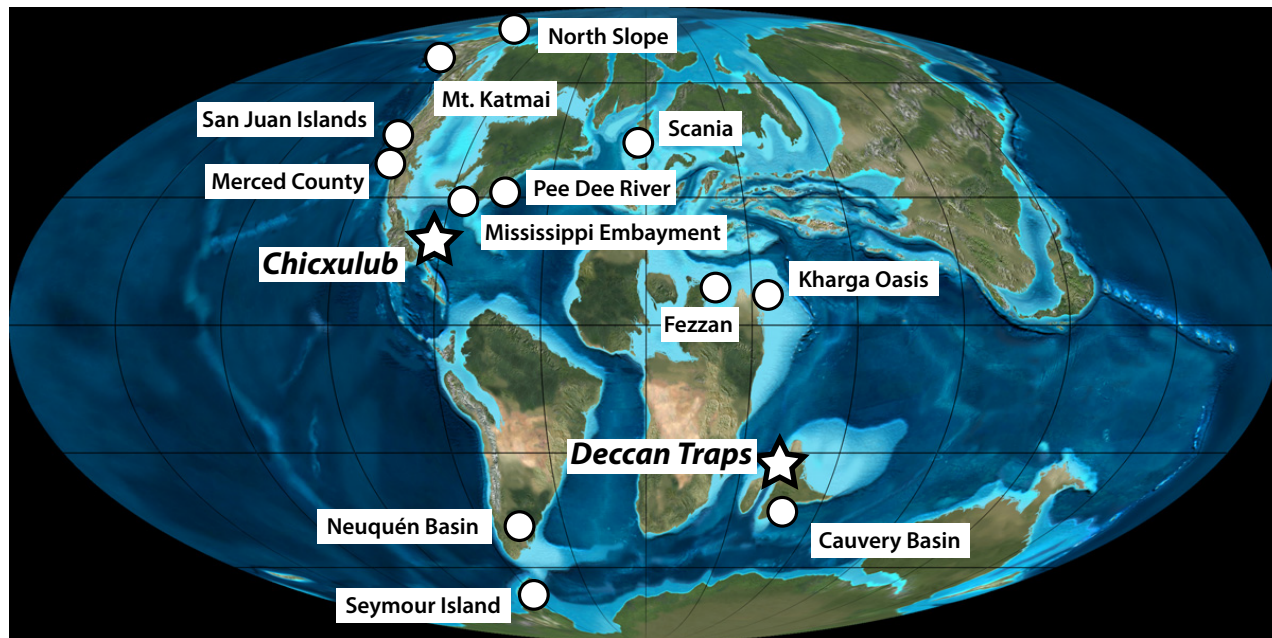 North Slope
Mt. Katmai
San Juan Islands
Scania
Merced County
Pee Dee River
Mississippi Embayment
Chicxulub
Kharga Oasis
Fezzan
Deccan Traps
Neuquén Basin
Cauvery Basin
Seymour Island